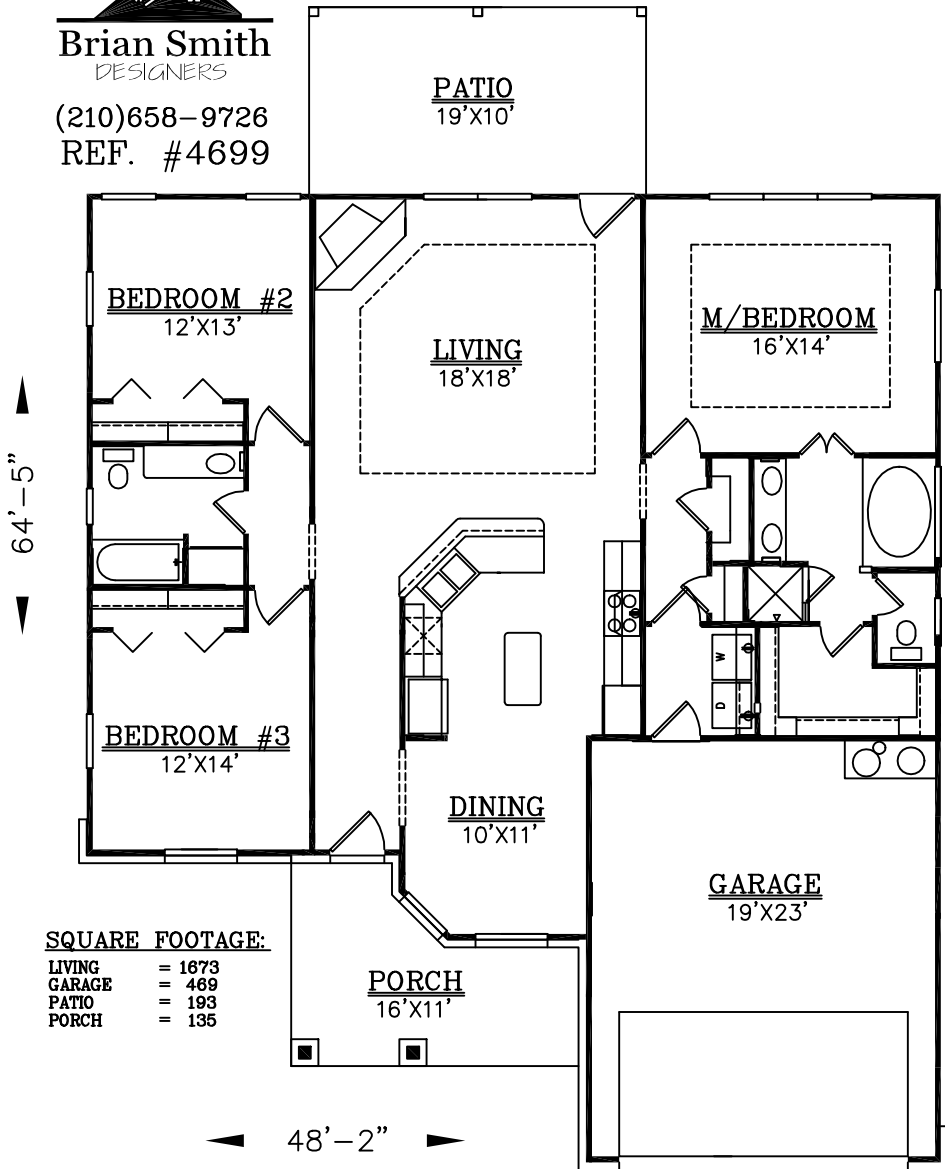 Brian Smith
DESIGNERS
(210)658-9726
REF. #4699
PATIO
19'X10'
BEDROOM #2
12'X13'
LIVING
18'X18'
M/BEDROOM
16'X14'
64'-5"
W
D
BEDROOM #3
12'X14'
DINING
10'X11'
GARAGE
19'X23'
SQUARE FOOTAGE:
LIVING = 1673
GARAGE = 469
PATIO = 193
PORCH = 135
PORCH
16'X11'
48'-2"